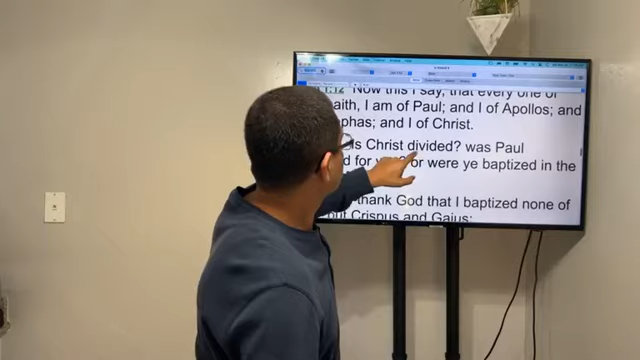 1:12 Now this I say, that every one of
aith, I am of Paul; and I of Apollos; and
phas; and I of Christ.
Is Christ divided? was Paul
d for or were ye baptized in the
thank God that I baptized none of
but Crispus and Gaius;